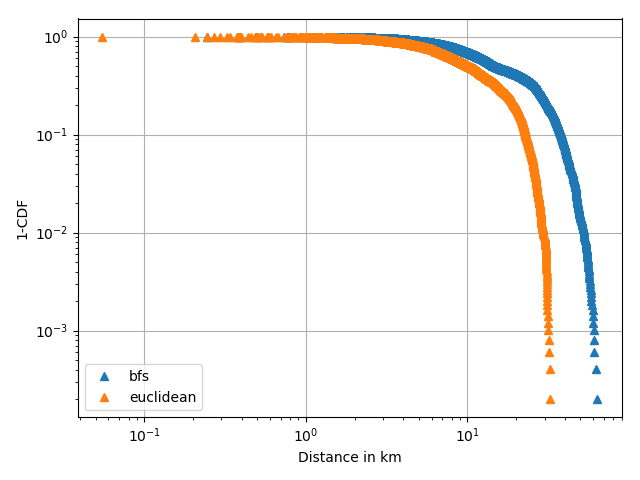 10⁰
10⁻¹
10⁻²
10⁻³
1-CDF
bfs
euclidean
10⁻¹ 10⁰ 10¹
Distance in km